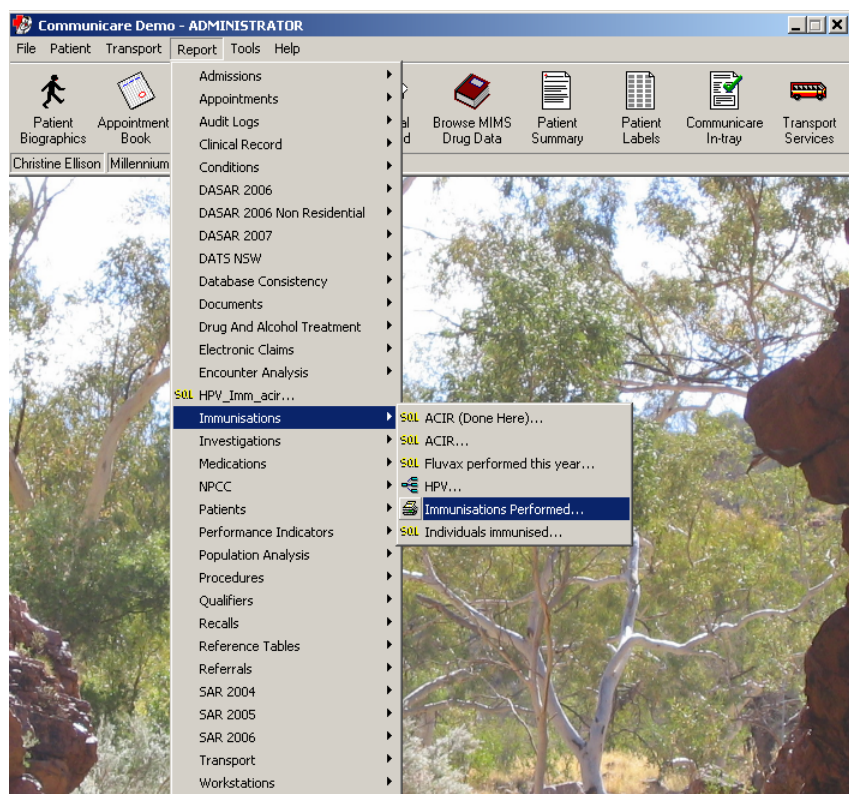 Communicare Demo - ADMINISTRATOR
File Patient Transport Report Tools Help
Patient Biographics
Appointment Book
Browse MIMS Drug Data
Patient Summary
Patient Labels
Communicare In-tray
Transport Services
Christine Ellison Millennium
Admissions
Appointments
Audit Logs
Clinical Record
Conditions
DASAR 2006
DASAR 2006 Non Residential
DASAR 2007
DATS NSW
Database Consistency
Documents
Drug And Alcohol Treatment
Electronic Claims
Encounter Analysis
SQL HPV_Imm_acir...
Immunisations
Investigations
Medications
NPCC
Patients
Performance Indicators
Population Analysis
Procedures
Qualifiers
Recalls
Reference Tables
Referrals
SAR 2004
SAR 2005
SAR 2006
Transport
Workstations
SQL ACIR (Done Here)...
SQL ACIR...
SQL Fluvax performed this year...
HPV...
Immunisations Performed...
SQL Individuals immunised...